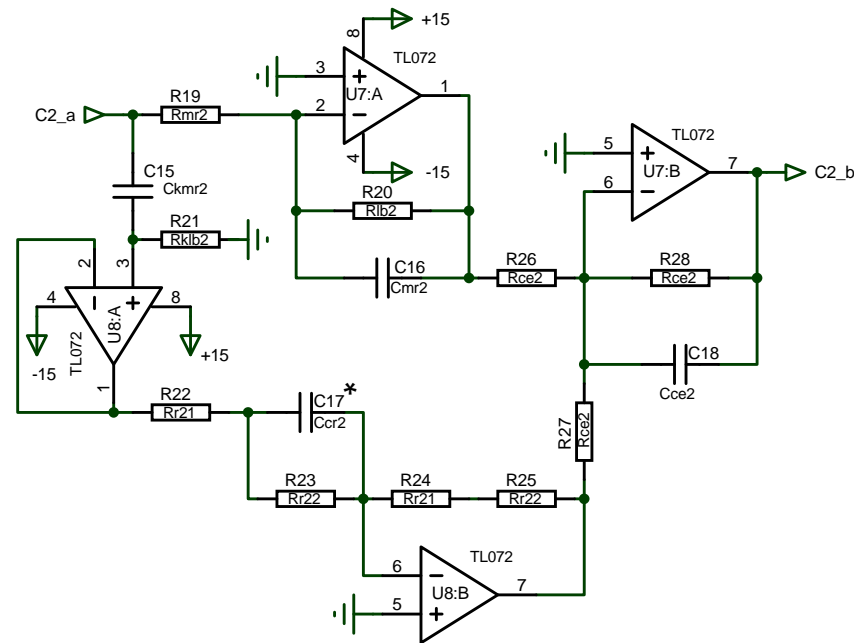 +15
8
TL072
3
U7:A
1
2
4
-15
C2_a
R19
Rmr2
C15
Ckmr2
R20
Rlb2
R21
Rklb2
C16
Cmr2
TL072
5
U7:B
7
6
C2_b
R26
Rce2
R28
Rce2
C18
Cce2
2
3
4
8
U8:A
TL072
-15
+15
1
R22
Rr21
C17 *
Ccr2
R27
Rce2
R23
Rr22
R24
Rr21
R25
Rr22
TL072
6
U8:B
7
5